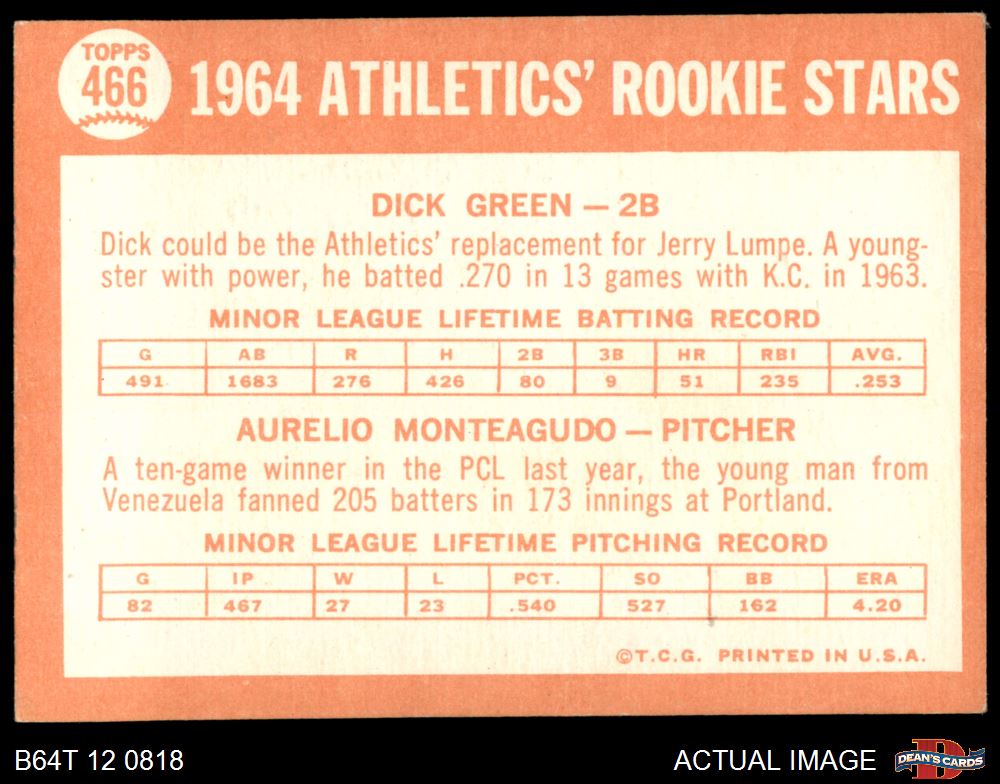 TOPPS
466
1964 ATHLETICS' ROOKIE STARS
DICK GREEN — 2B
Dick could be the Athletics' replacement for Jerry Lumpe. A young-
ster with power, he batted .270 in 13 games with K.C. in 1963.
MINOR LEAGUE LIFETIME BATTING RECORD
G AB R H 2B 3B HR RBI AVG.
491 1683 276 426 80 9 51 235 .253
AURELIO MONTEAGUDO — PITCHER
A ten-game winner in the PCL last year, the young man from
Venezuela fanned 205 batters in 173 innings at Portland.
MINOR LEAGUE LIFETIME PITCHING RECORD
G IP W L PCT. SO BB ERA
82 467 27 23 .540 527 162 4.20
©T.C.G. PRINTED IN U.S.A.
B64T 12 0818
ACTUAL IMAGE
D
DEAN'S CARDS